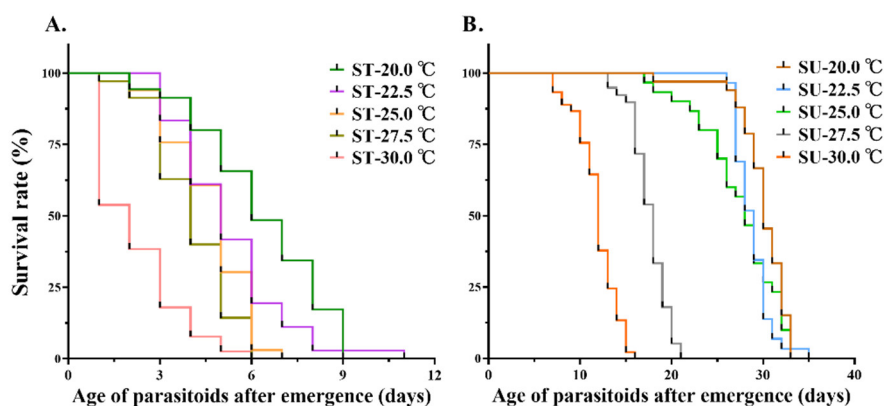 A.
ST-20.0 ℃
ST-22.5 ℃
ST-25.0 ℃
ST-27.5 ℃
ST-30.0 ℃
Survival rate (%)
100
75
50
25
0
0 3 6 9 12
Age of parasitoids after emergence (days)
B.
SU-20.0 ℃
SU-22.5 ℃
SU-25.0 ℃
SU-27.5 ℃
SU-30.0 ℃
100
75
50
25
0
0 10 20 30 40
Age of parasitoids after emergence (days)